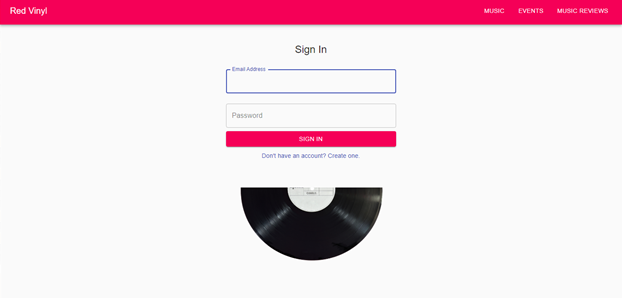 Red Vinyl
MUSIC EVENTS MUSIC REVIEWS
Sign In
Email Address
Password
SIGN IN
Don't have an account? Create one.